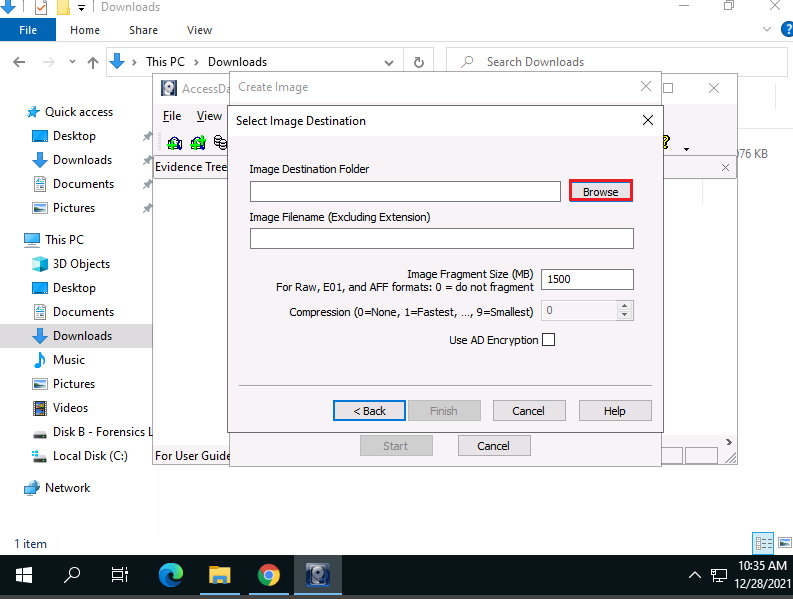 Downloads
File Home Share View
This PC > Downloads
Search Downloads
Quick access
Desktop
Downloads
Documents
Pictures
This PC
3D Objects
Desktop
Documents
Downloads
Music
Pictures
Videos
Disk B - Forensics L
Local Disk (C:)
Network
1 item
076 KB
AccessDa
File View
Evidence Tree
For User Guide
Create Image
Start Cancel
Select Image Destination
Image Destination Folder
Browse
Image Filename (Excluding Extension)
Image Fragment Size (MB)
For Raw, E01, and AFF formats: 0 = do not fragment
1500
Compression (0=None, 1=Fastest, ..., 9=Smallest) 0
Use AD Encryption
< Back Finish Cancel Help
10:35 AM
12/28/2021